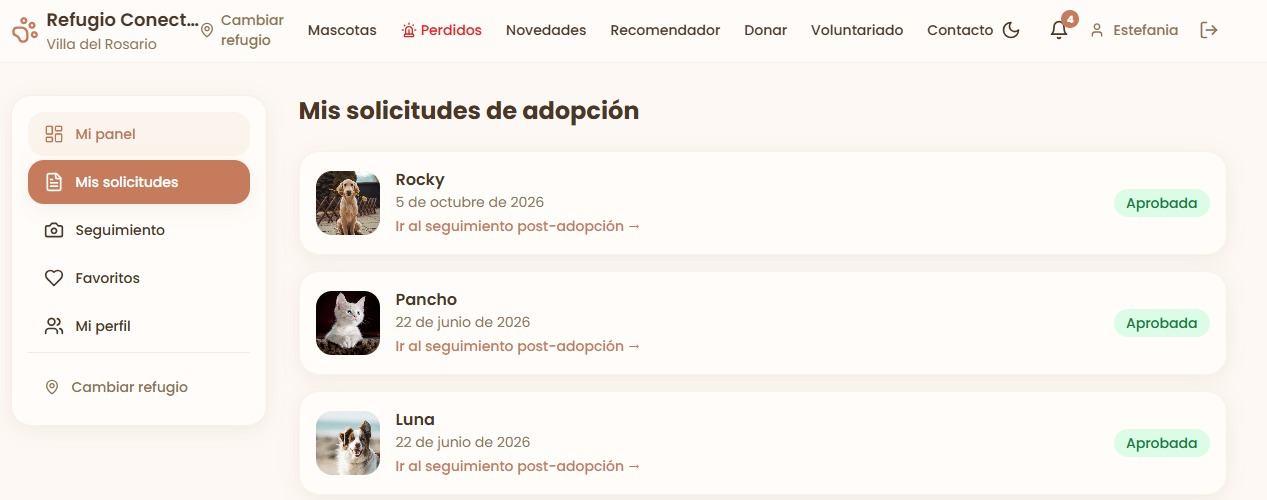 Refugio Conect...
Villa del Rosario
Cambiar
refugio
Mascotas
Perdidos
Novedades
Recomendador
Donar
Voluntariado
Contacto
4
Estefania
Mi panel
Mis solicitudes
Seguimiento
Favoritos
Mi perfil
Cambiar refugio
Mis solicitudes de adopción
Rocky
5 de octubre de 2026
Ir al seguimiento post-adopción →
Aprobada
Pancho
22 de junio de 2026
Ir al seguimiento post-adopción →
Aprobada
Luna
22 de junio de 2026
Ir al seguimiento post-adopción →
Aprobada